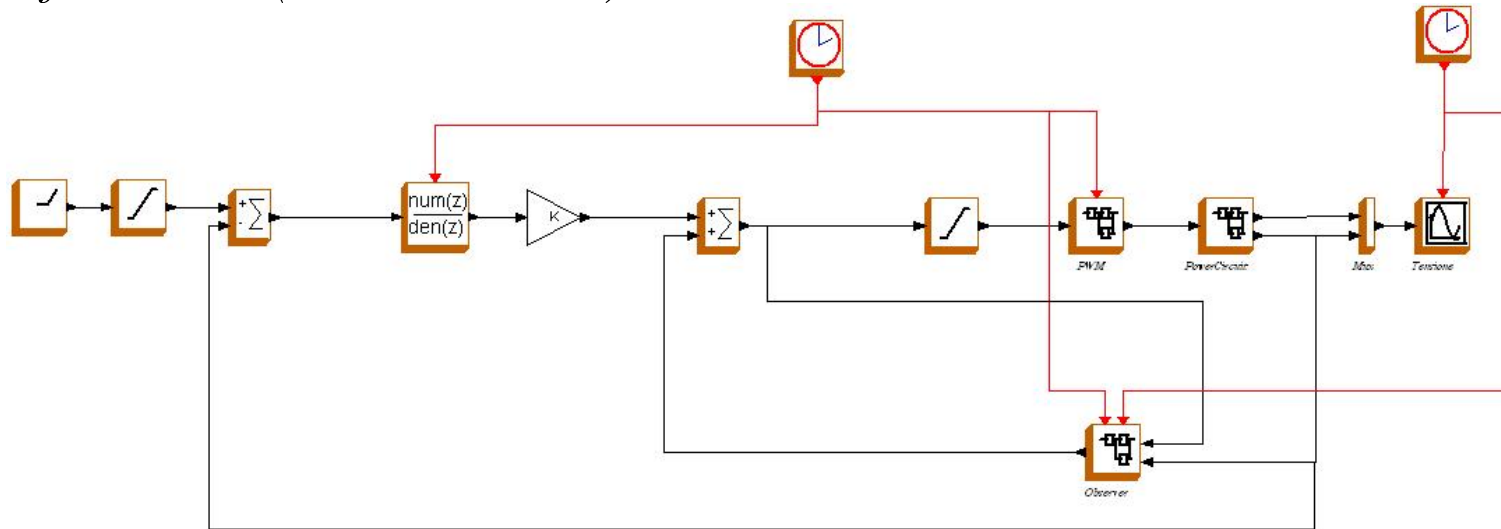 +
-
Σ
num(z)
den(z)
K
+
+
Σ
PWM
PowerCircuit
Mux
Tensione
Observer